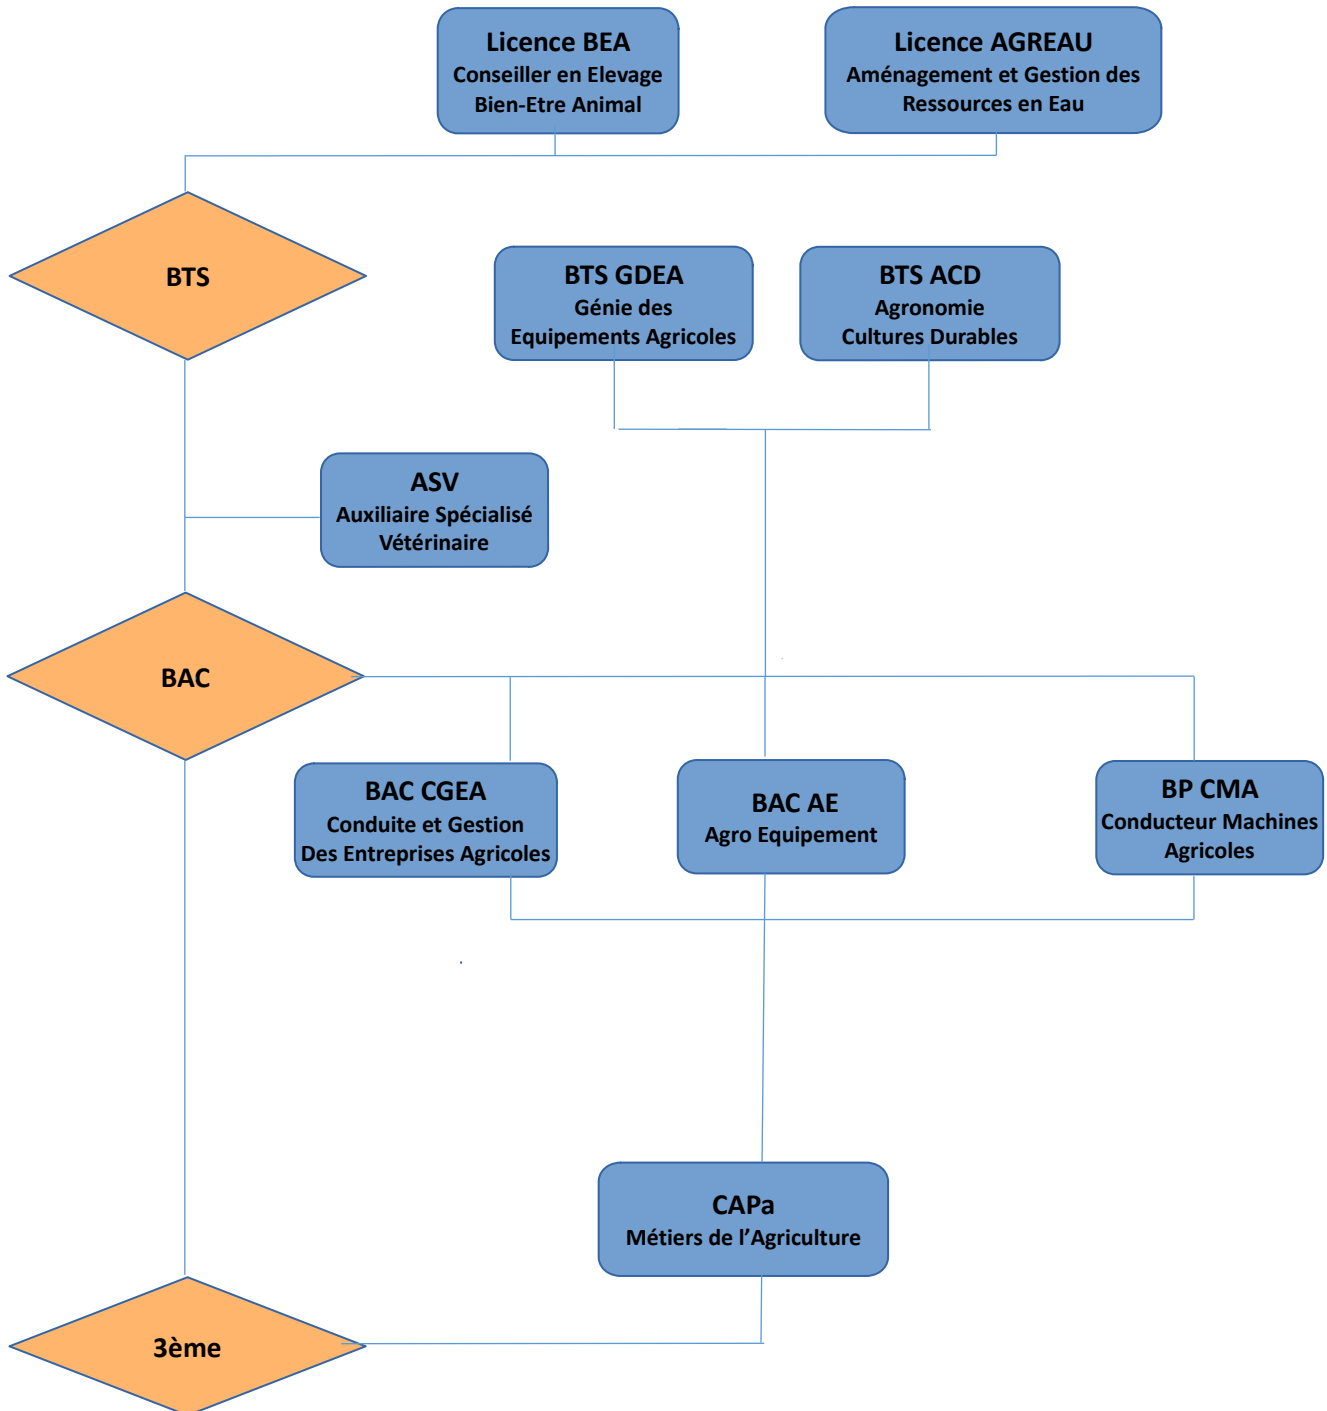 Licence BEA
Conseiller en Elevage
Bien-Etre Animal
Licence AGREAU
Aménagement et Gestion des
Ressources en Eau
BTS
BTS GDEA
Génie des
Equipements Agricoles
BTS ACD
Agronomie
Cultures Durables
ASV
Auxiliaire Spécialisé
Vétérinaire
BAC
BAC CGEA
Conduite et Gestion
Des Entreprises Agricoles
BAC AE
Agro Equipement
BP CMA
Conducteur Machines
Agricoles
CAPa
Métiers de l’Agriculture
3ème